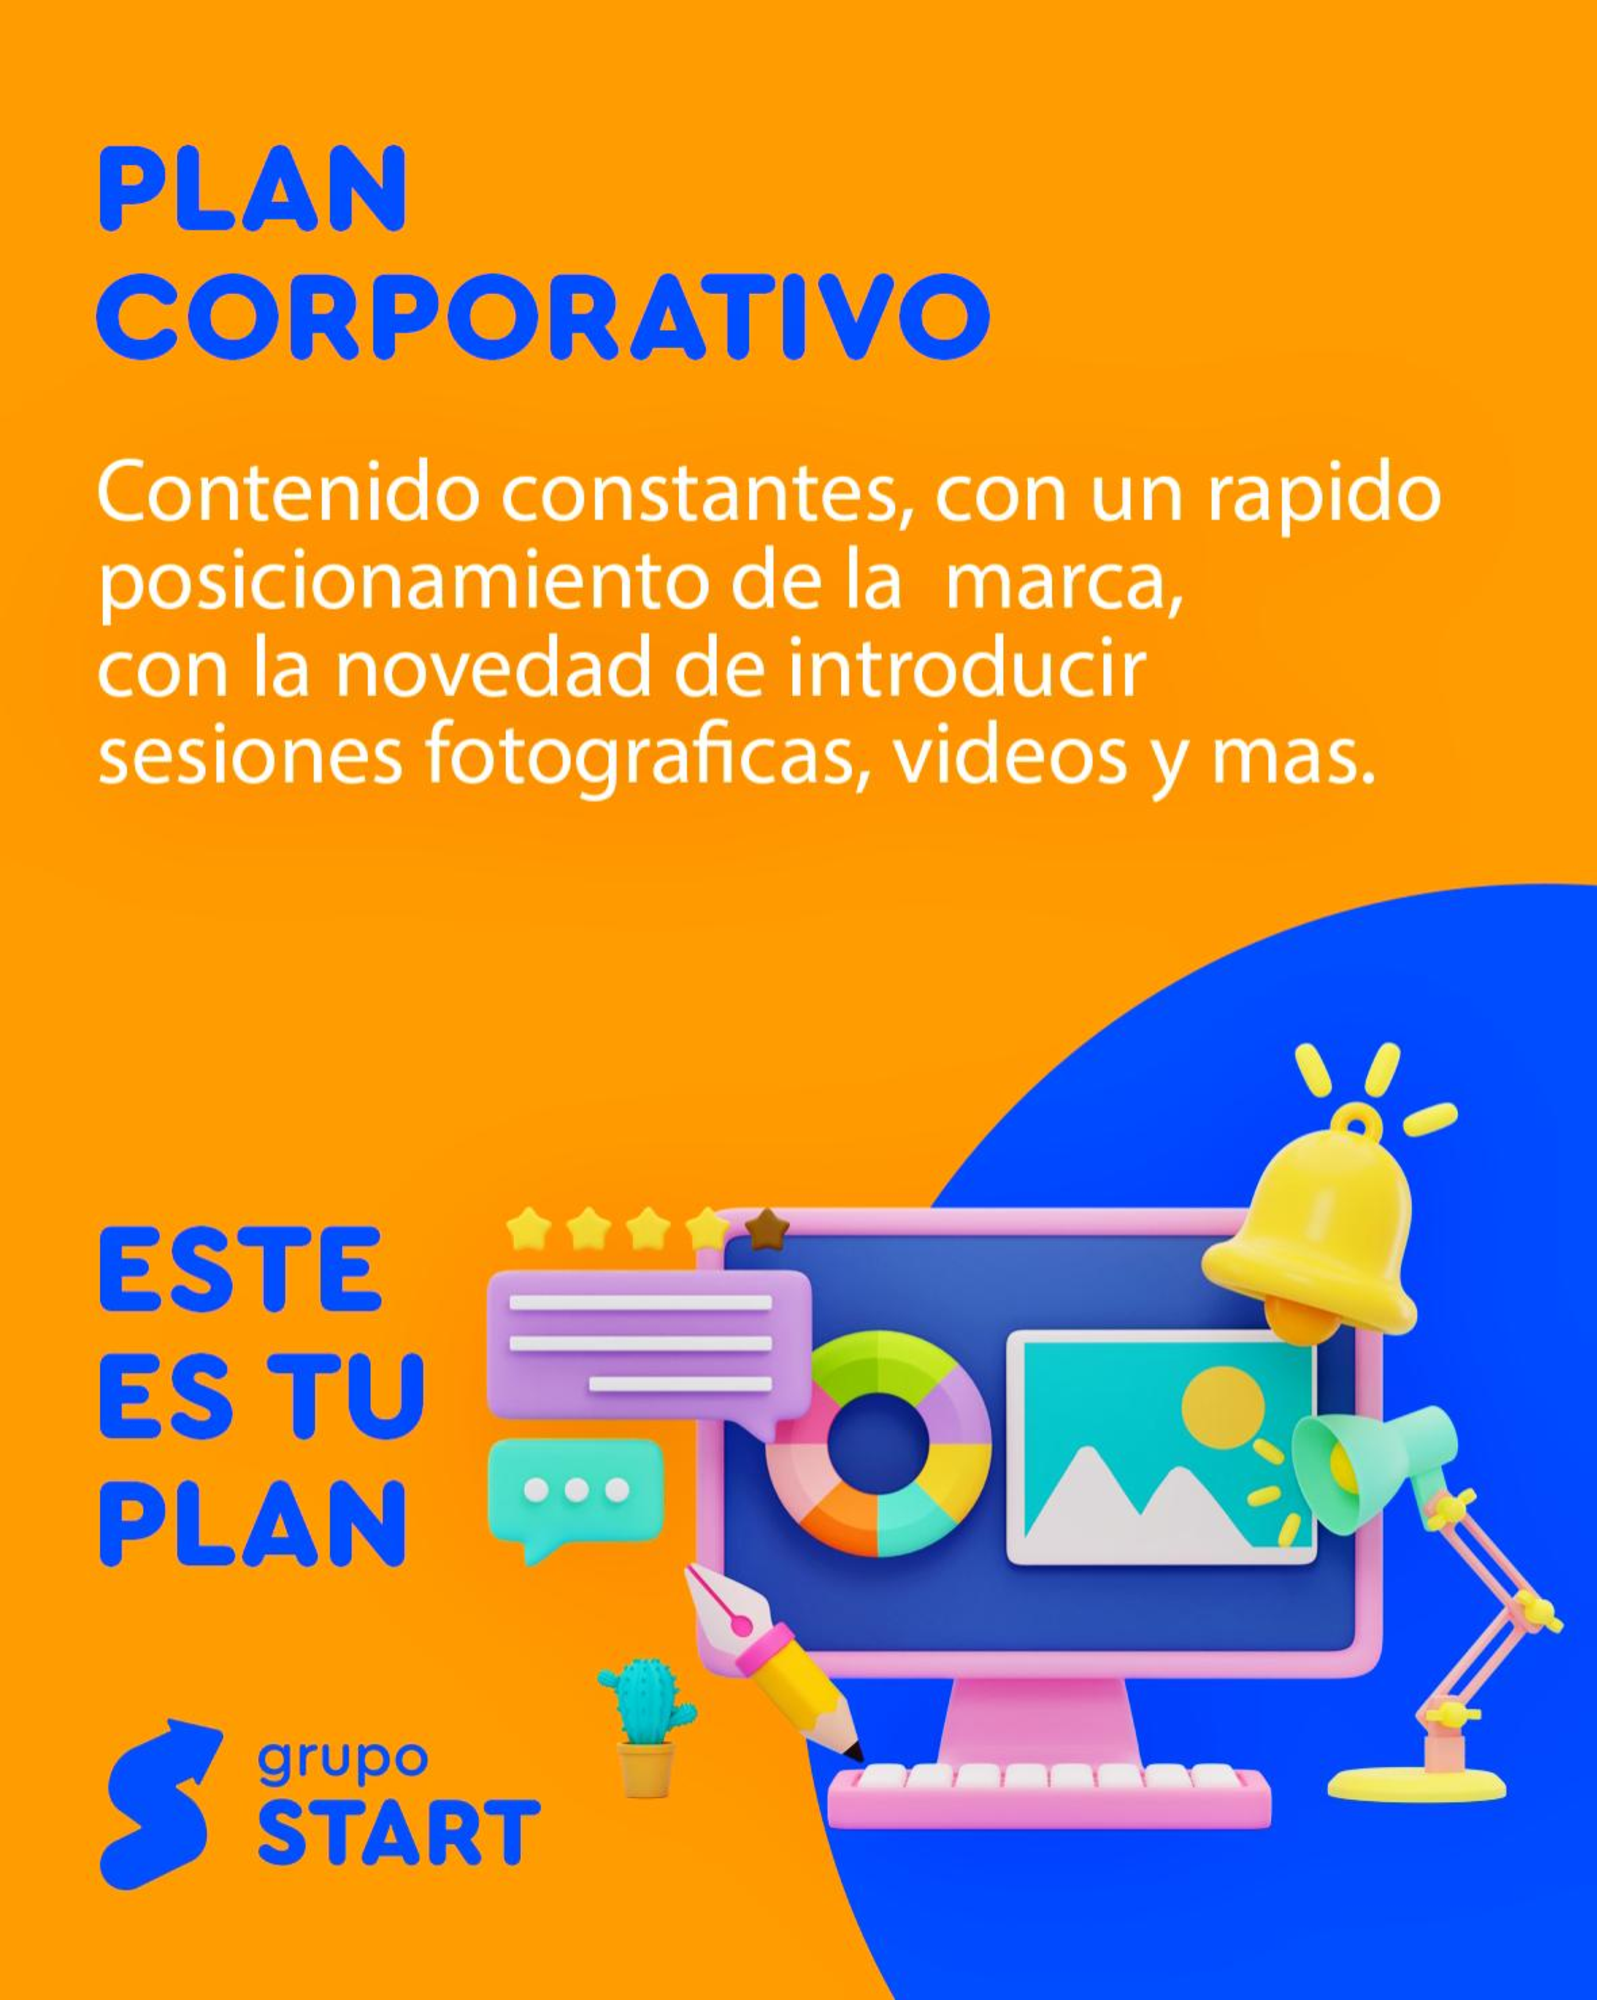 PLAN
CORPORATIVO
Contenido constantes, con un rapido
posicionamiento de la  marca,
con la novedad de introducir
sesiones fotograficas, videos y mas.
ESTE
ES TU
PLAN
grupo
START